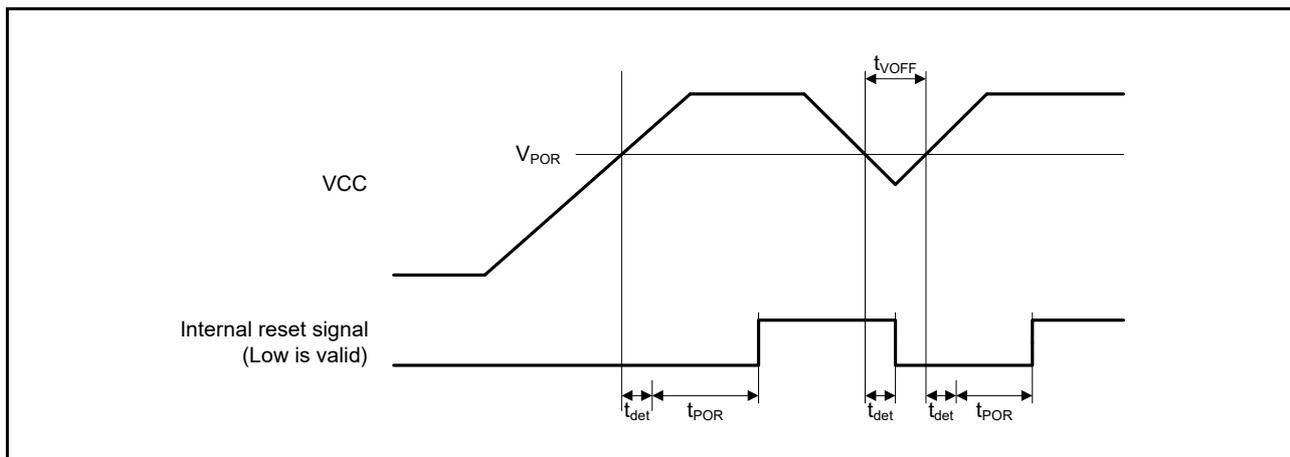 tVOFF
VPOR
VCC
Internal reset signal
(Low is valid)
tdet
tPOR
tdet
tdet
tPOR